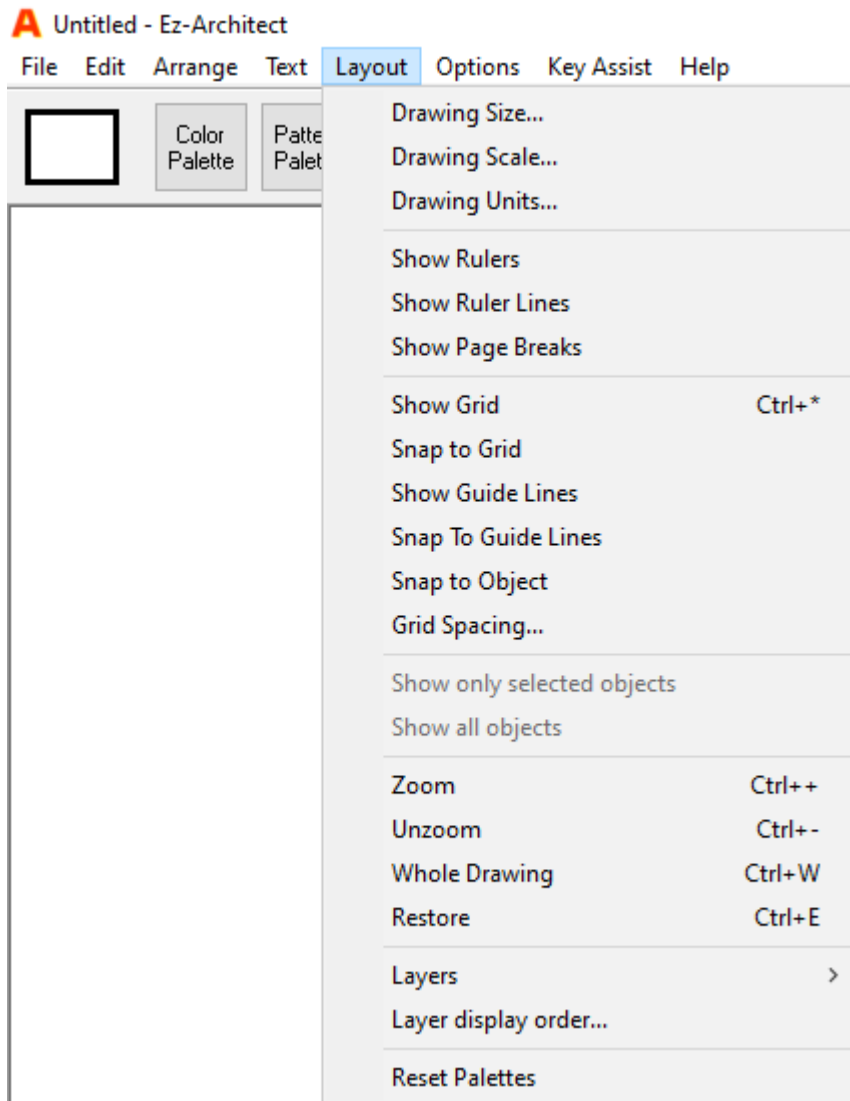 Untitled - Ez-Architect
File Edit Arrange Text Layout Options Key Assist Help
Color
Palette
Drawing Size...
Drawing Scale...
Drawing Units...
Show Rulers
Show Ruler Lines
Show Page Breaks
Show Grid Ctrl+*
Snap to Grid
Show Guide Lines
Snap To Guide Lines
Snap to Object
Grid Spacing...
Show only selected objects
Show all objects
Zoom Ctrl++
Unzoom Ctrl+-
Whole Drawing Ctrl+W
Restore Ctrl+E
Layers
Layer display order...
Reset Palettes